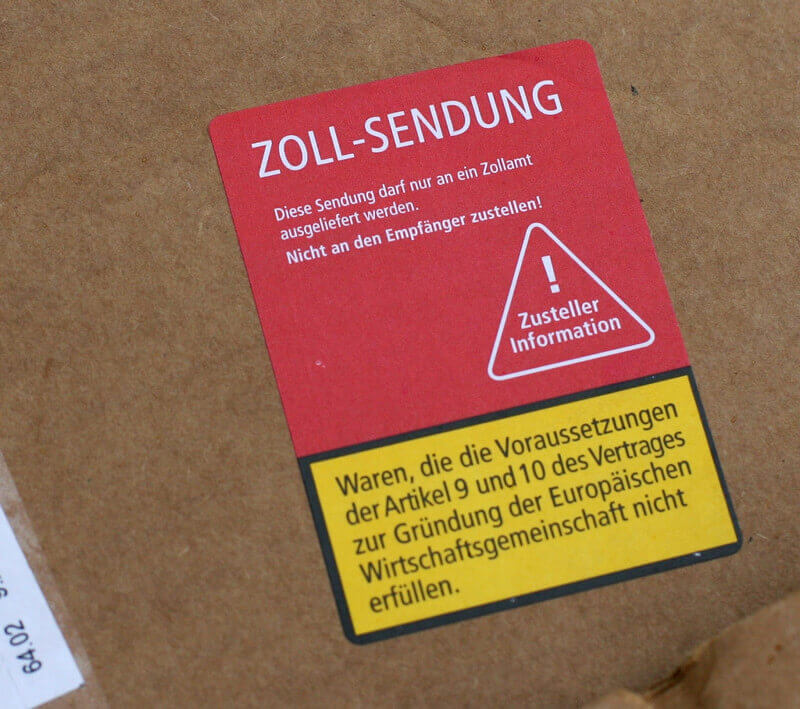 ZOLL-SENDUNG
Diese Sendung darf nur an ein Zollamt
ausgeliefert werden.
Nicht an den Empfänger zustellen!
!
Zusteller
Information
Waren, die die Voraussetzungen
der Artikel 9 und 10 des Vertrages
zur Gründung der Europäischen
Wirtschaftsgemeinschaft nicht
erfüllen.
64.02